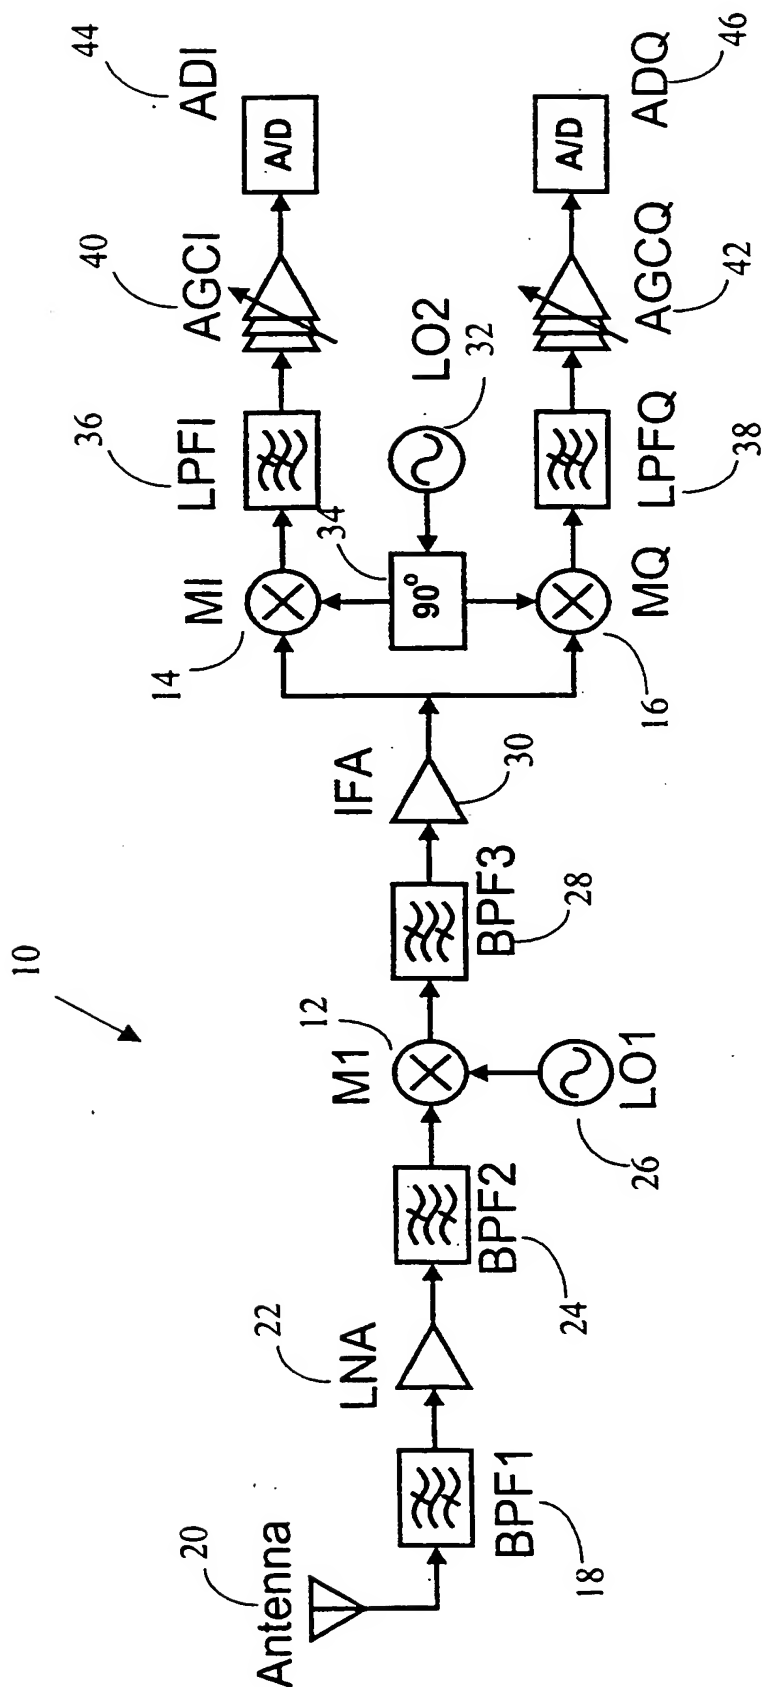 10
20
Antenna
BPF1
18
22
LNA
BPF2
24
12
M1
LO1
26
BPF3
28
IFA
30
14
MI
MQ
16
34
90°
LO2
32
36
LPFI
LPFQ
38
40
AGCI
AGCQ
42
44
ADI
A/D
A/D
ADQ
46